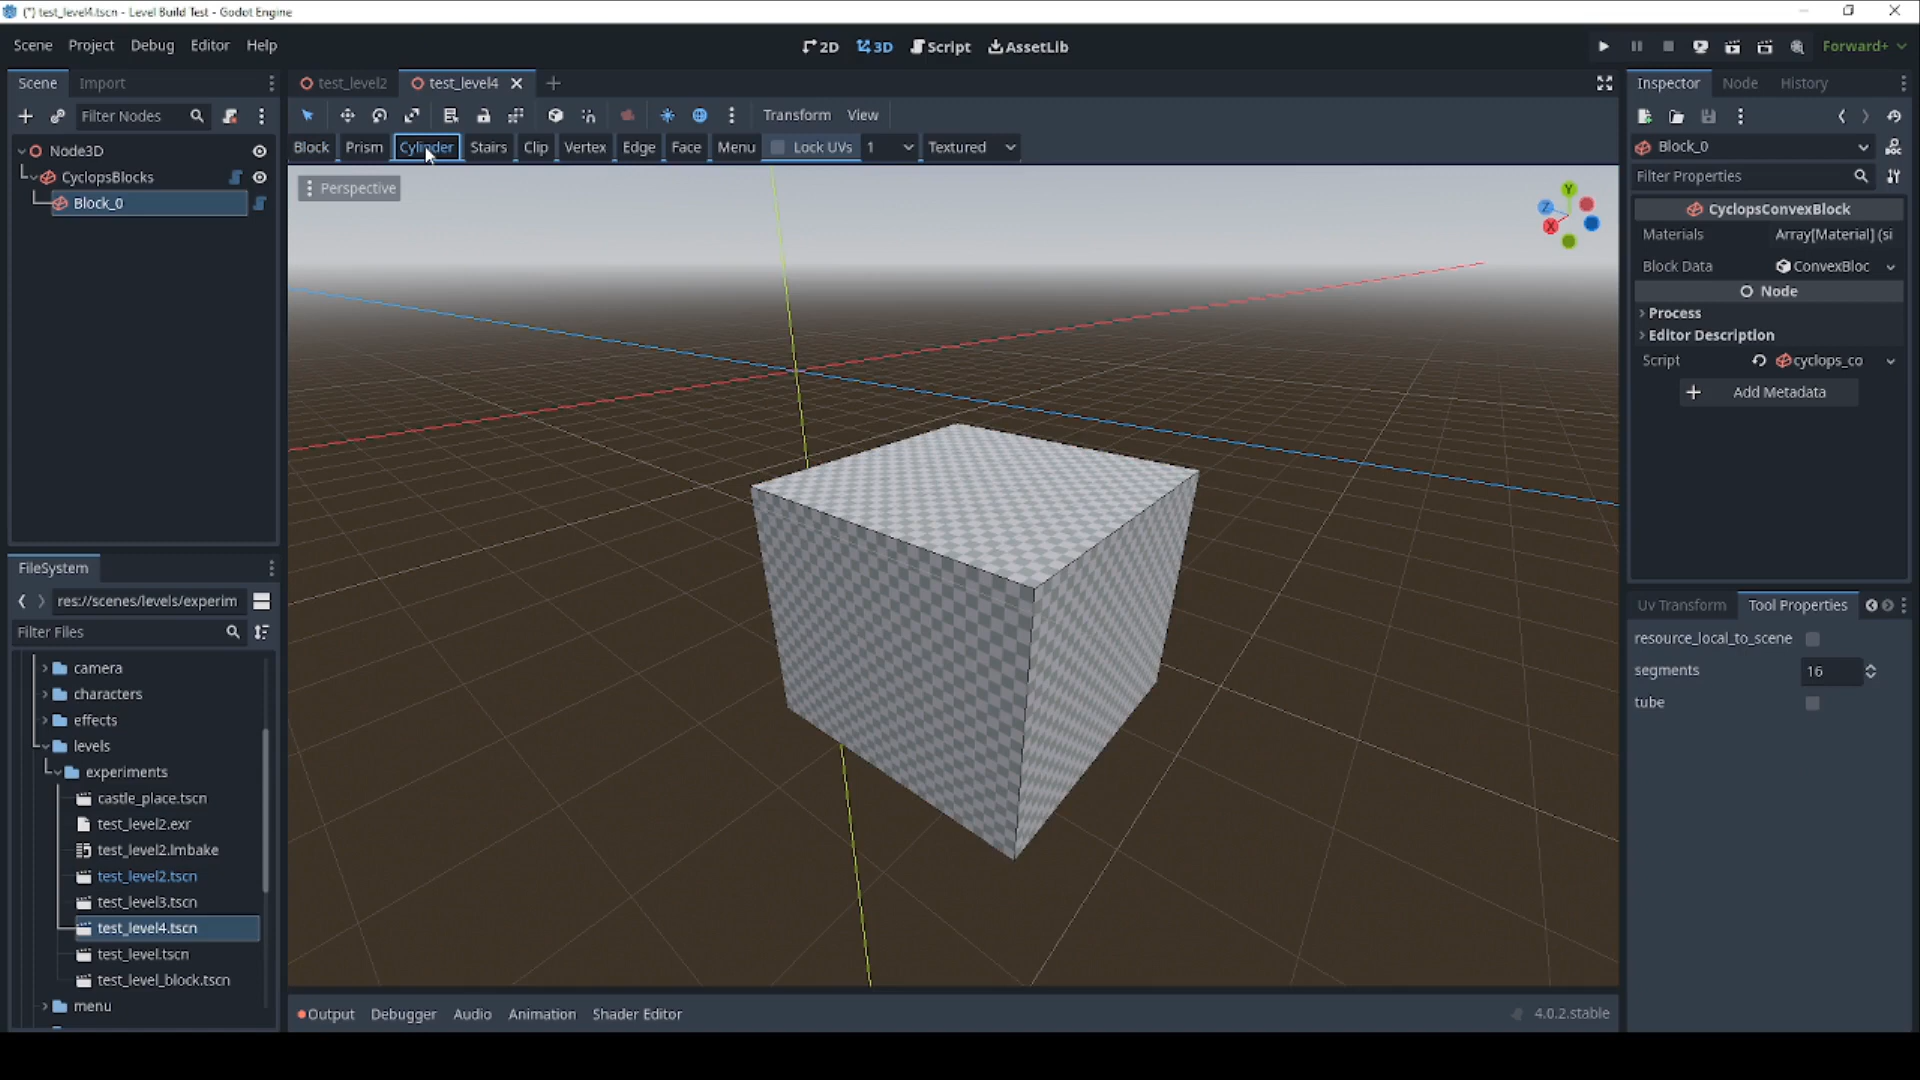 (*) test_level4.tscn - Level Build Test - Godot Engine
Scene Project Debug Editor Help
2D 3D Script AssetLib
Forward+
Scene Import
Filter Nodes
Node3D
CyclopsBlocks
Block_0
FileSystem
res://scenes/levels/experim
Filter Files
camera
characters
effects
levels
experiments
castle_place.tscn
test_level2.exr
test_level2.lmbake
test_level2.tscn
test_level3.tscn
test_level4.tscn
test_level.tscn
test_level_block.tscn
menu
test_level2 test_level4
Transform View
Block Prism Cylinder Stairs Clip Vertex Edge Face Menu Lock UVs 1 Textured
Perspective
Y
Z
X
Output Debugger Audio Animation Shader Editor 4.0.2.stable
Inspector Node History
Block_0
DOC
Filter Properties
CyclopsConvexBlock
Materials Array[Material] (si
Block Data ConvexBloc
Node
Process
Editor Description
Script cyclops_co
Add Metadata
Uv Transform Tool Properties
resource_local_to_scene
segments 16
tube